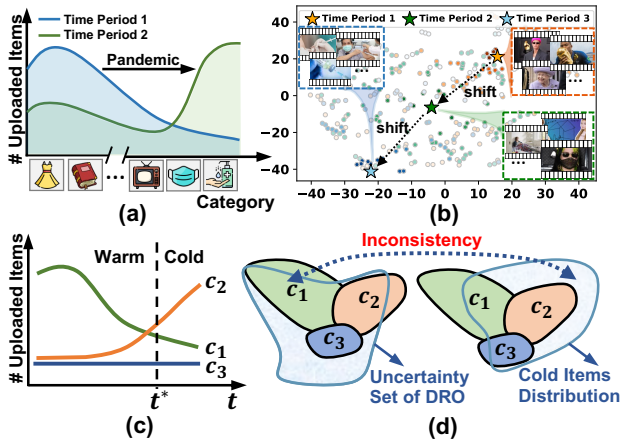 # Uploaded Items
Time Period 1
Time Period 2
Pandemic
...
Category
(a)
Time Period 1 Time Period 2 Time Period 3
40
20
0
−20
−40
shift
shift
...
...
...
−40 −30 −20 −10 0 10 20 30 40
(b)
# Uploaded Items
Warm Cold
c₂
c₁
c₃
t* t
(c)
Inconsistency
c₁
c₂
c₃
Uncertainty
Set of DRO
c₁
c₂
c₃
Cold Items
Distribution
(d)